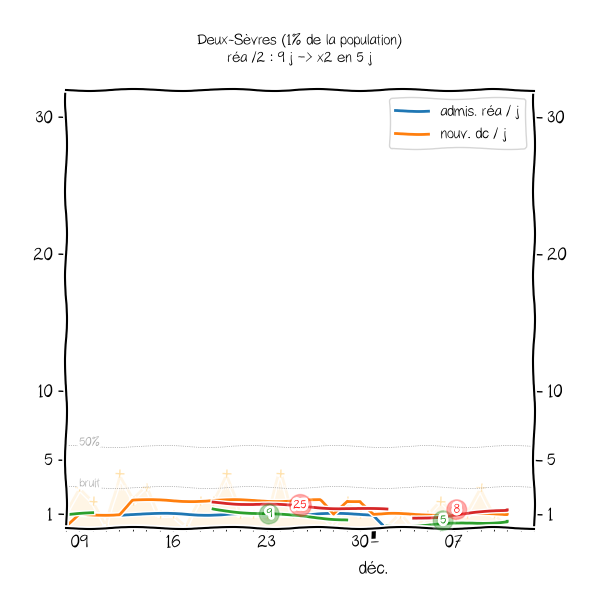 Deux-Sèvres (1% de la population)
réa /2 : 9 j -> x2 en 5 j
admis. réa / j
nouv. dc / j
30 30
20 20
10 10
50%
5 5
bruit
1 1
9 25 5 8
09 16 23 30 07
déc.